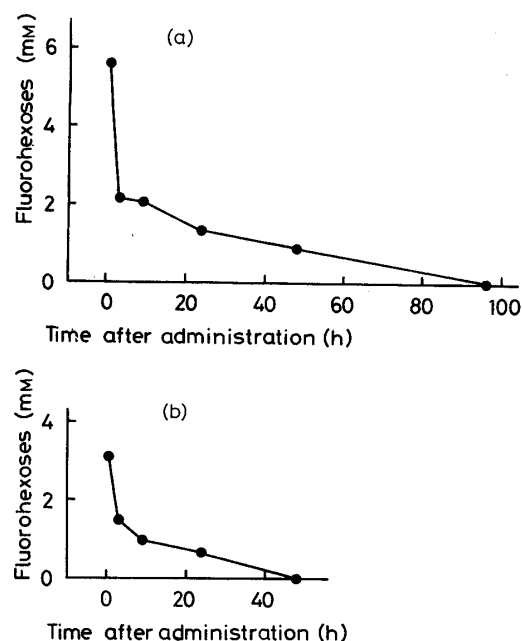 (a)
Fluorohexoses (mM)
6
4
2
0
0 20 40 60 80 100
Time after administration (h)
(b)
Fluorohexoses (mM)
4
2
0
0 20 40
Time after administration (h)